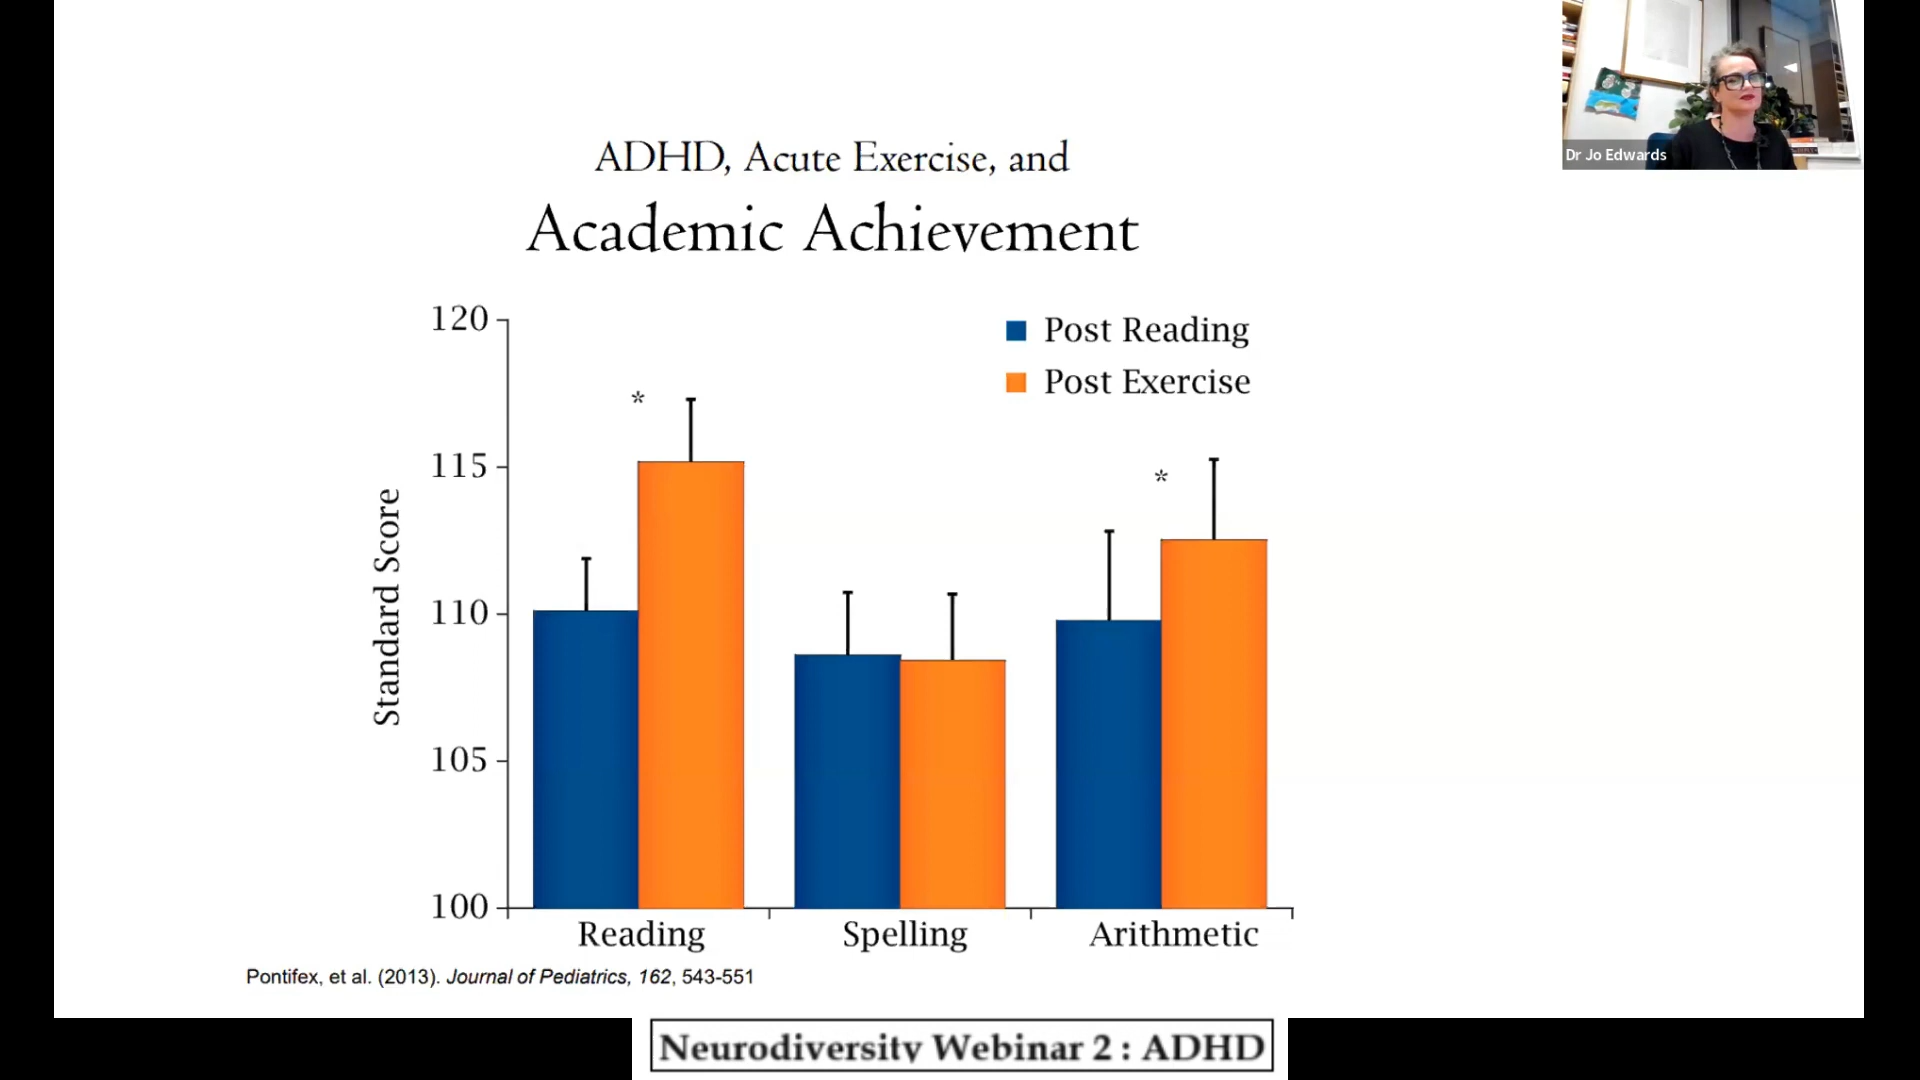 Dr Jo Edwards
ADHD, Acute Exercise, and
Academic Achievement
120
115
110
105
100
Standard Score
Post Reading
Post Exercise
*
*
Reading
Spelling
Arithmetic
Pontifex, et al. (2013). Journal of Pediatrics, 162, 543-551
Neurodiversity Webinar 2 : ADHD